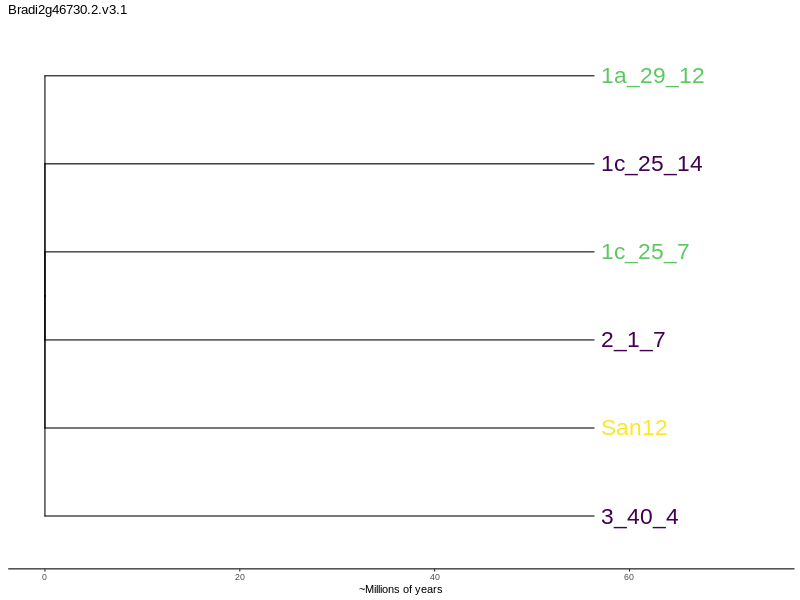 Bradi2g46730.2.v3.1
1a_29_12
1c_25_14
1c_25_7
2_1_7
San12
3_40_4
0 20 40 60
~Millions of years